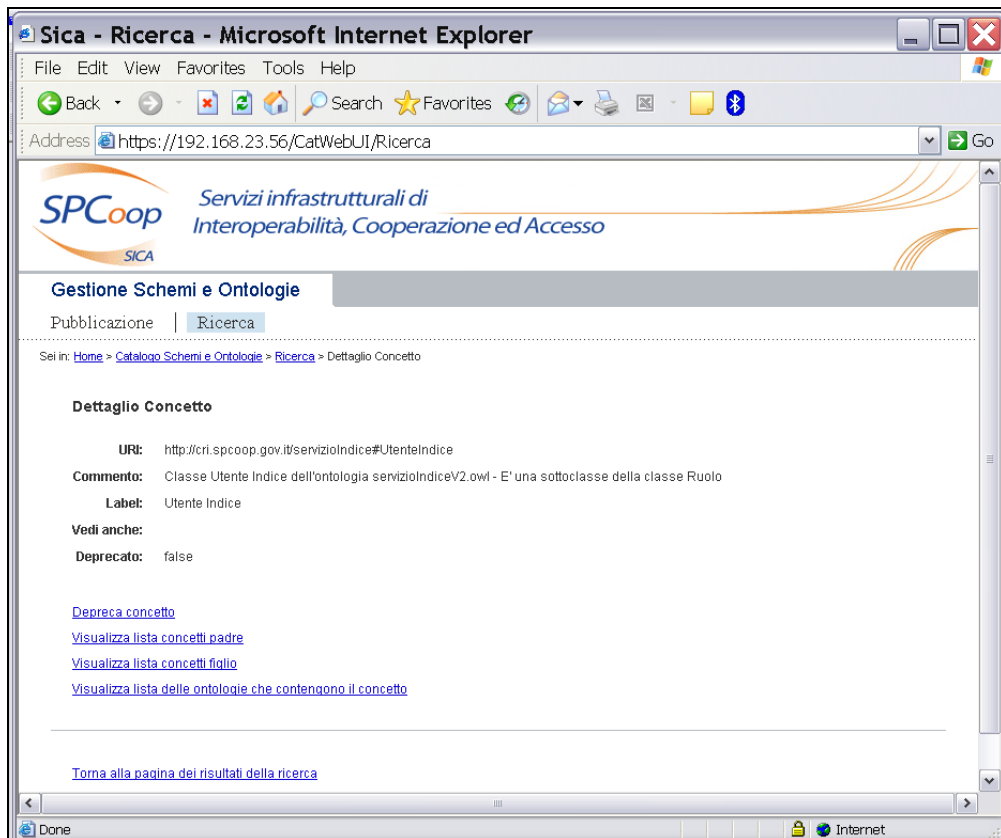 Sica - Ricerca - Microsoft Internet Explorer
File Edit View Favorites Tools Help
Back Search Favorites
Address https://192.168.23.56/CatWebUI/Ricerca Go
SPCoop
SICA
Servizi infrastrutturali di
Interoperabilità, Cooperazione ed Accesso
Gestione Schemi e Ontologie
Pubblicazione | Ricerca
Sei in: Home > Catalogo Schemi e Ontologie > Ricerca > Dettaglio Concetto
Dettaglio Concetto
URI: http://cri.spcoop.gov.it/servizioIndice#UtenteIndice
Commento: Classe Utente Indice dell'ontologia servizioIndiceV2.owl - E' una sottoclasse della classe Ruolo
Label: Utente Indice
Vedi anche:
Deprecato: false
Depreca concetto
Visualizza lista concetti padre
Visualizza lista concetti figlio
Visualizza lista delle ontologie che contengono il concetto
Torna alla pagina dei risultati della ricerca
Done Internet